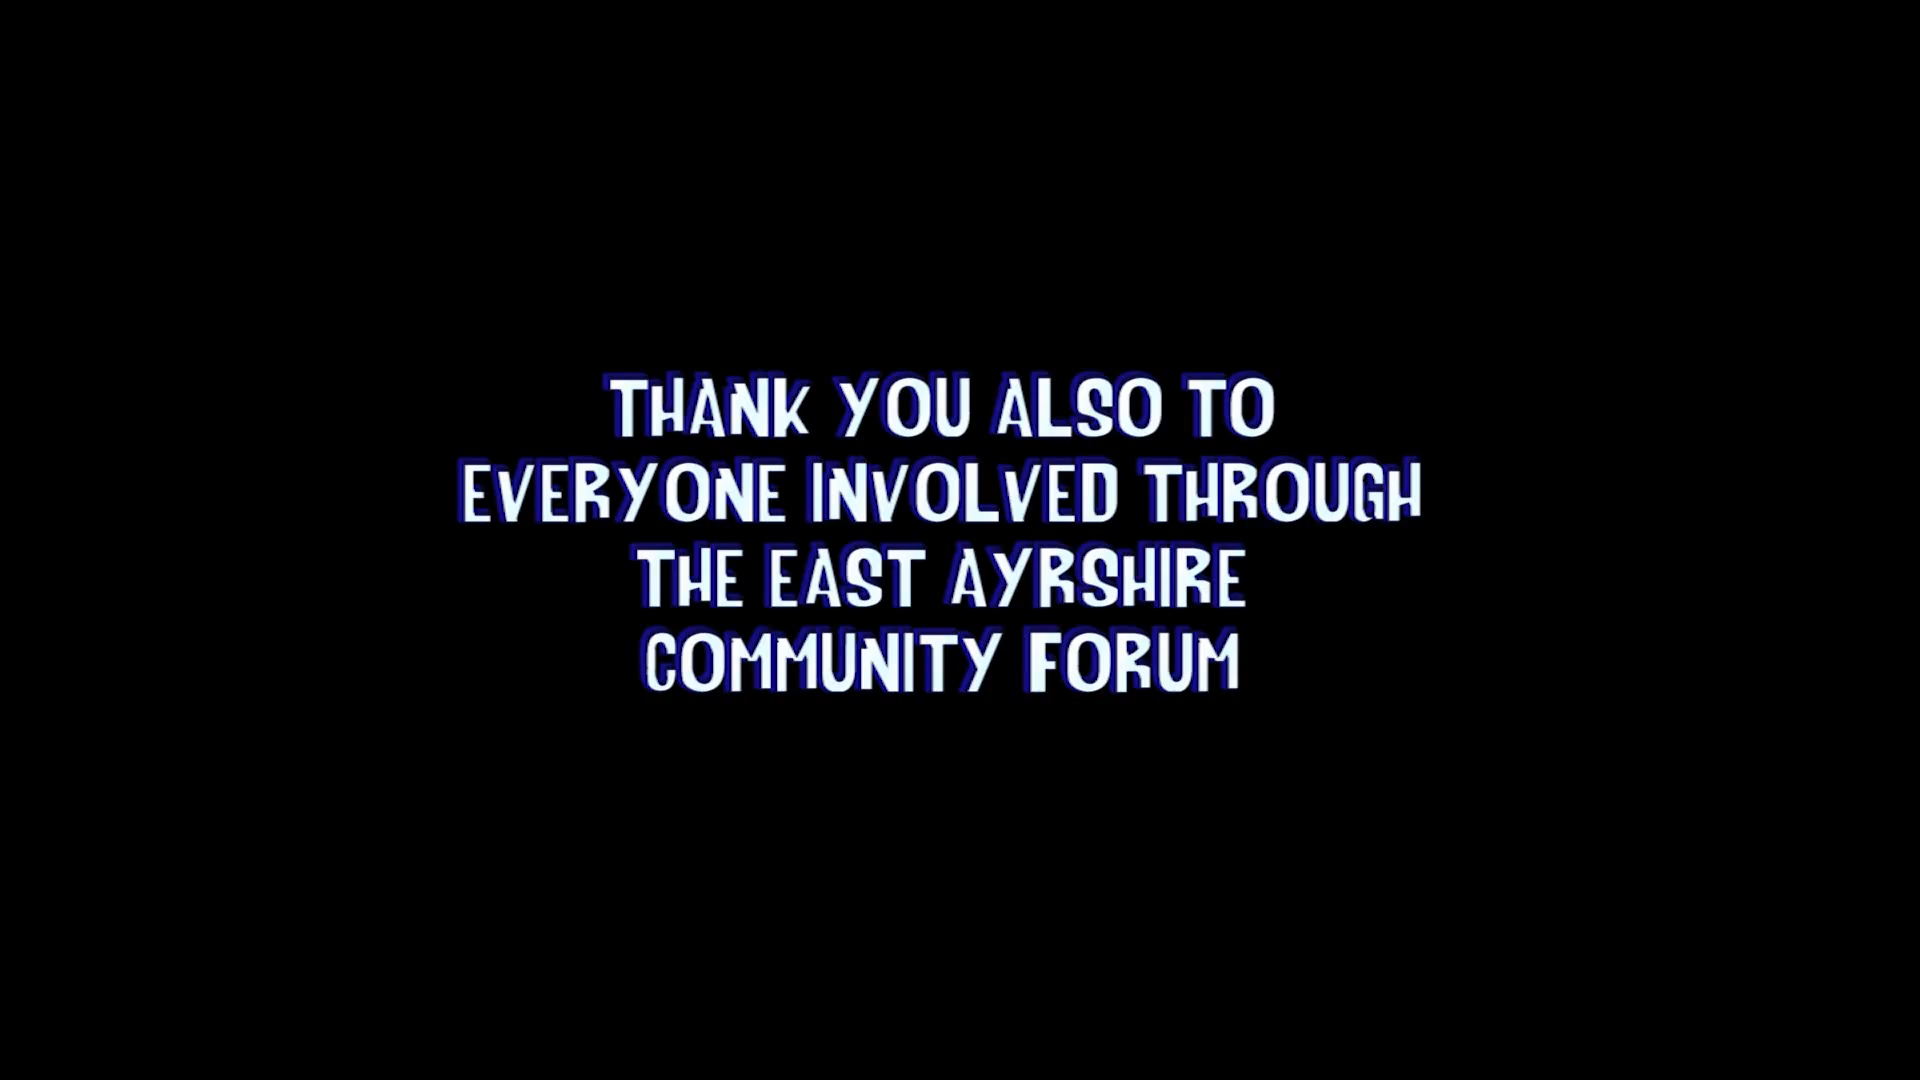 THANK YOU ALSO TO
EVERYONE INVOLVED THROUGH
THE EAST AYRSHIRE
COMMUNITY FORUM